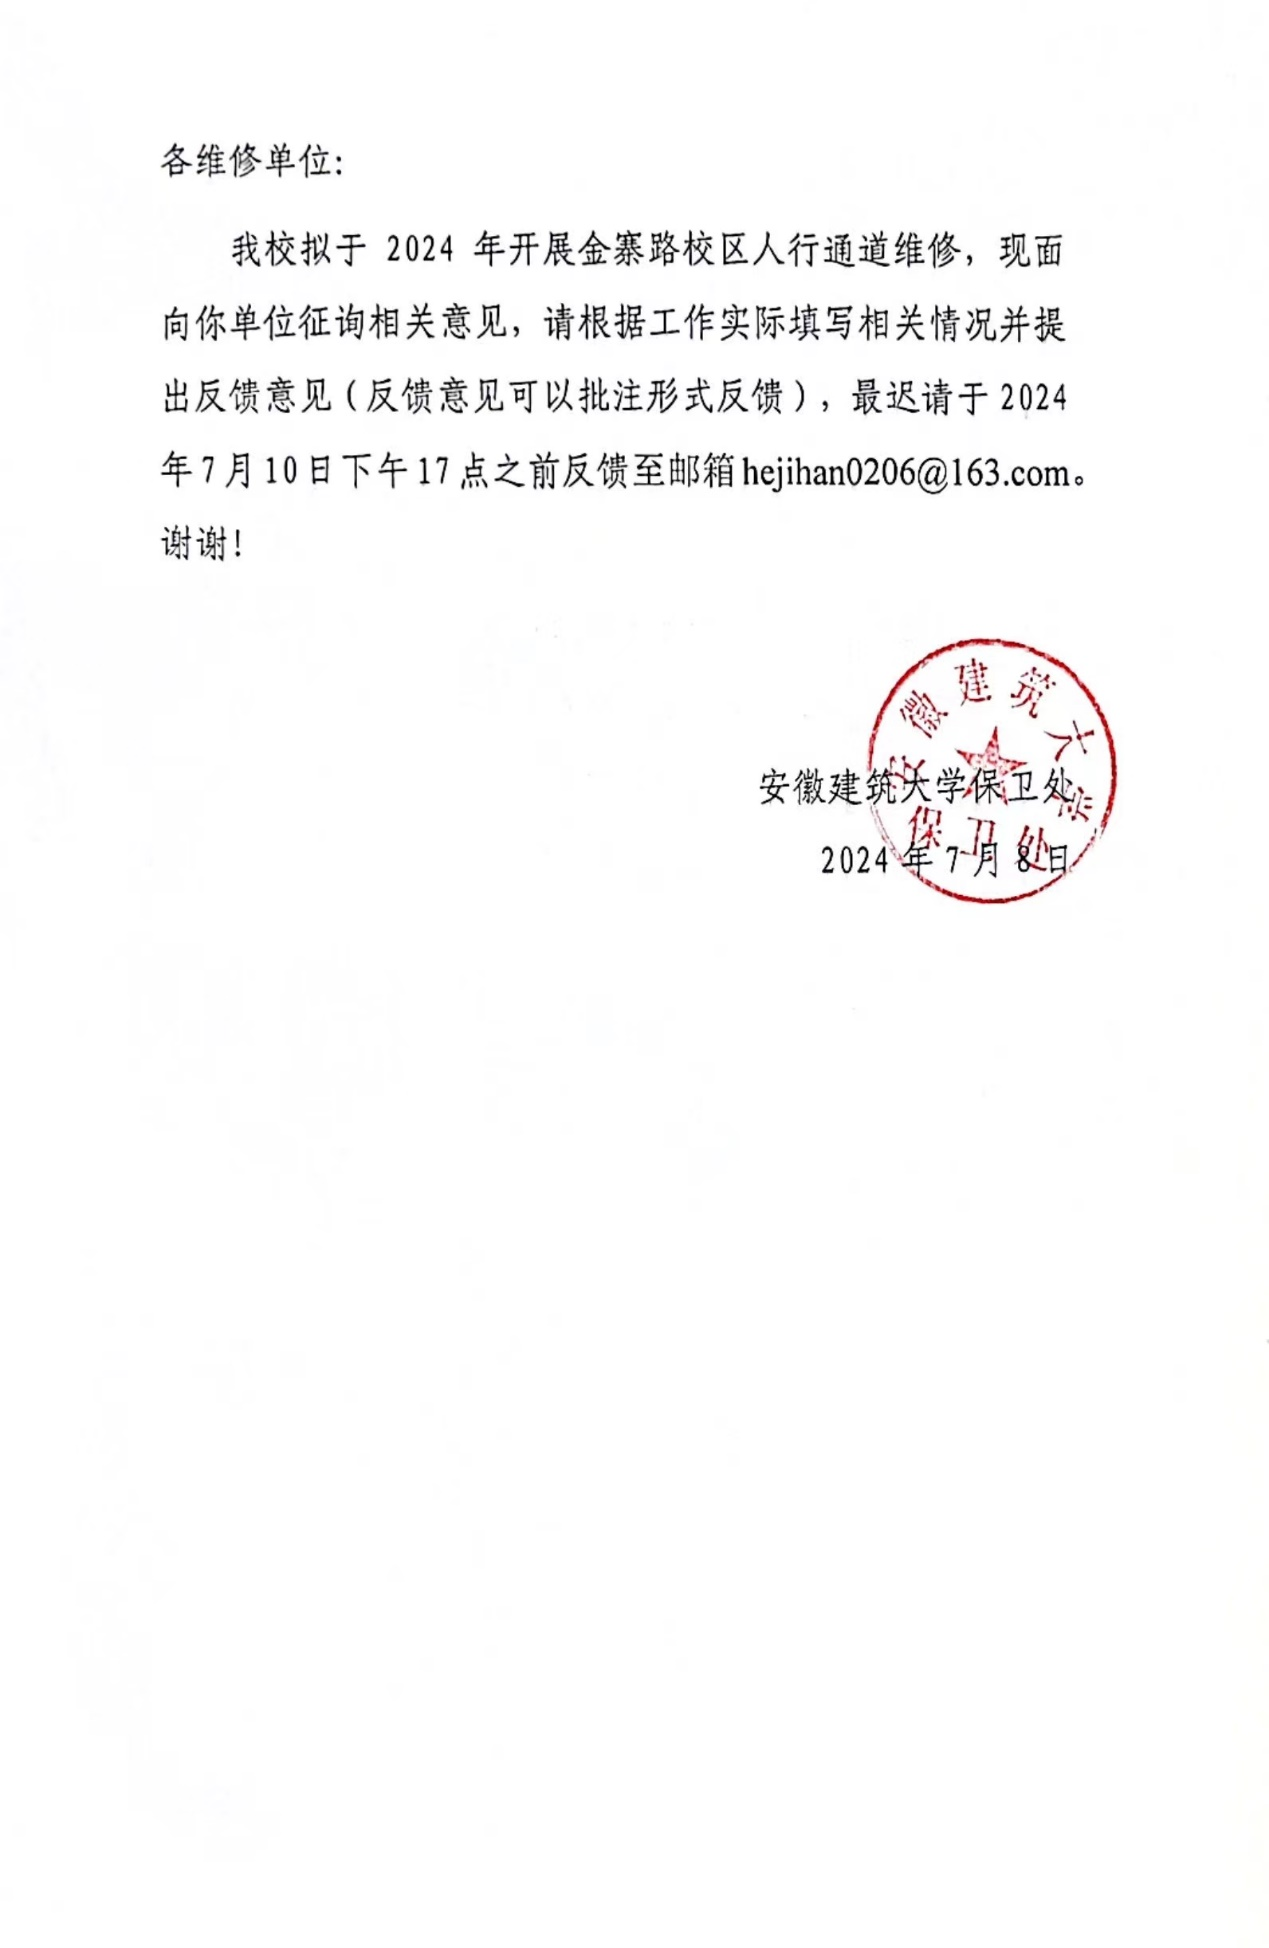 各维修单位：
我校拟于 2024 年开展金寨路校区人行通道维修，现面
向你单位征询相关意见，请根据工作实际填写相关情况并提
出反馈意见（反馈意见可以批注形式反馈），最迟请于 2024
年 7 月 10 日下午 17 点之前反馈至邮箱 hejihan0206@163.com。
谢谢！
安徽建筑大学
安徽建筑大学保卫处
保卫处
2024 年 7 月 8 日